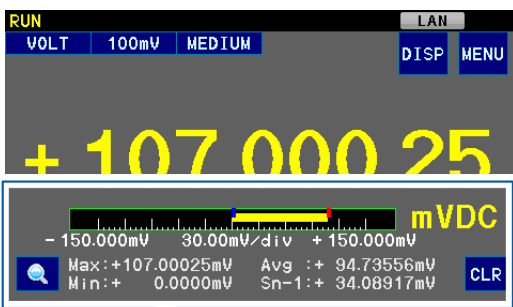 RUN LAN
VOLT 100mV MEDIUM DISP MENU
+ 107.000 25
mVDC
- 150.000mV 30.00mV/div + 150.000mV
Max:+107.00025mV Avg :+ 94.73556mV
Min:+ 0.0000mV Sn-1:+ 34.08917mV CLR